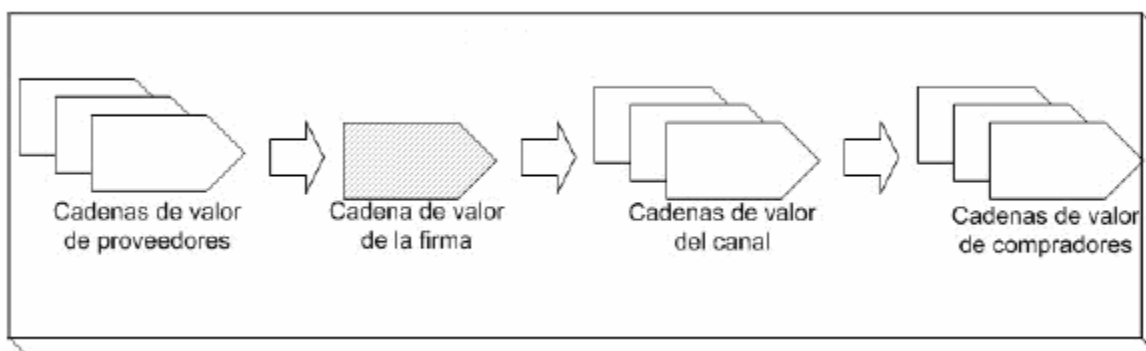 Cadenas de valor
de proveedores
Cadena de valor
de la firma
Cadenas de valor
del canal
Cadenas de valor
de compradores